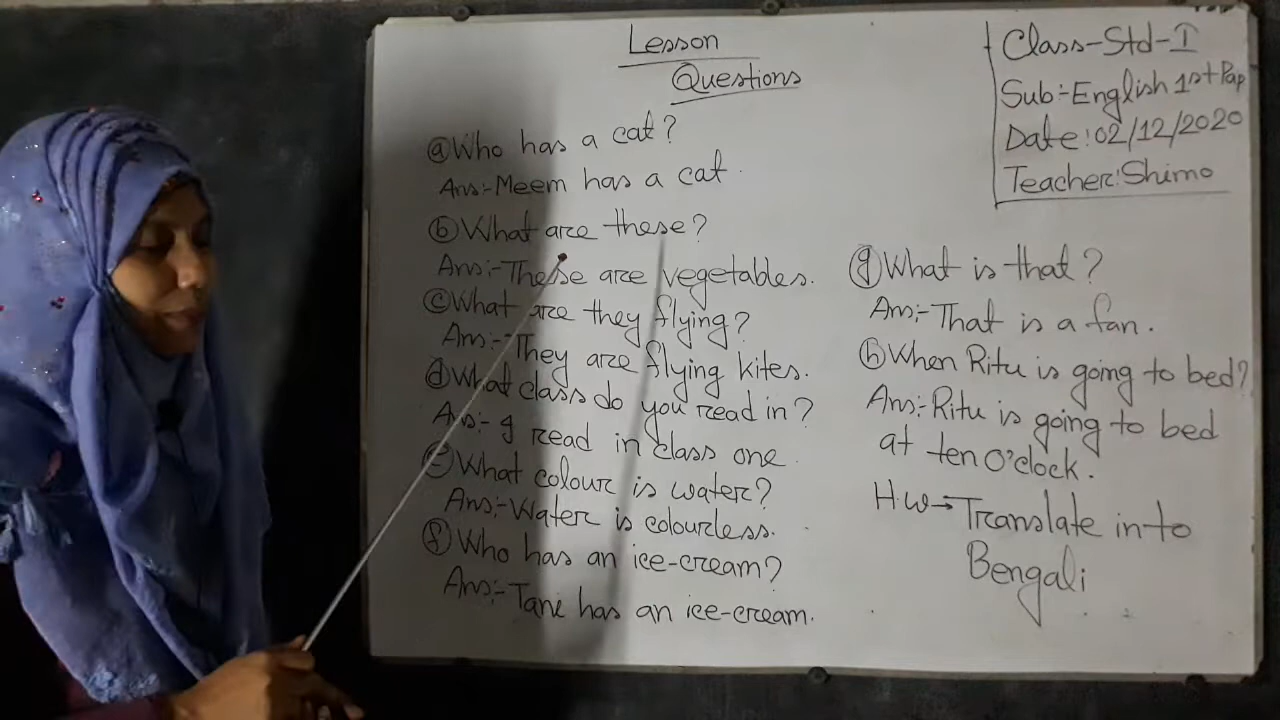 Lesson
Questions
Class-Std-I
Sub:-English 1st Pap
Date:02/12/2020
Teacher:Shimo
ⓐWho has a cat?
Ans:-Meem has a cat.
ⓑWhat are these?
Ans:-These are vegetables.
ⓒWhat are they flying?
Ans:-They are flying kites.
ⓓWhat class do you read in?
Ans:-I read in class one.
ⓔWhat colour is water?
Ans:-Water is colourless.
ⓕWho has an ice-cream?
Ans:-Tani has an ice-cream.
ⓖWhat is that?
Ans:-That is a fan.
ⓗWhen Ritu is going to bed?
Ans:-Ritu is going to bed
at ten O'clock.
H.W→Translate into
Bengali